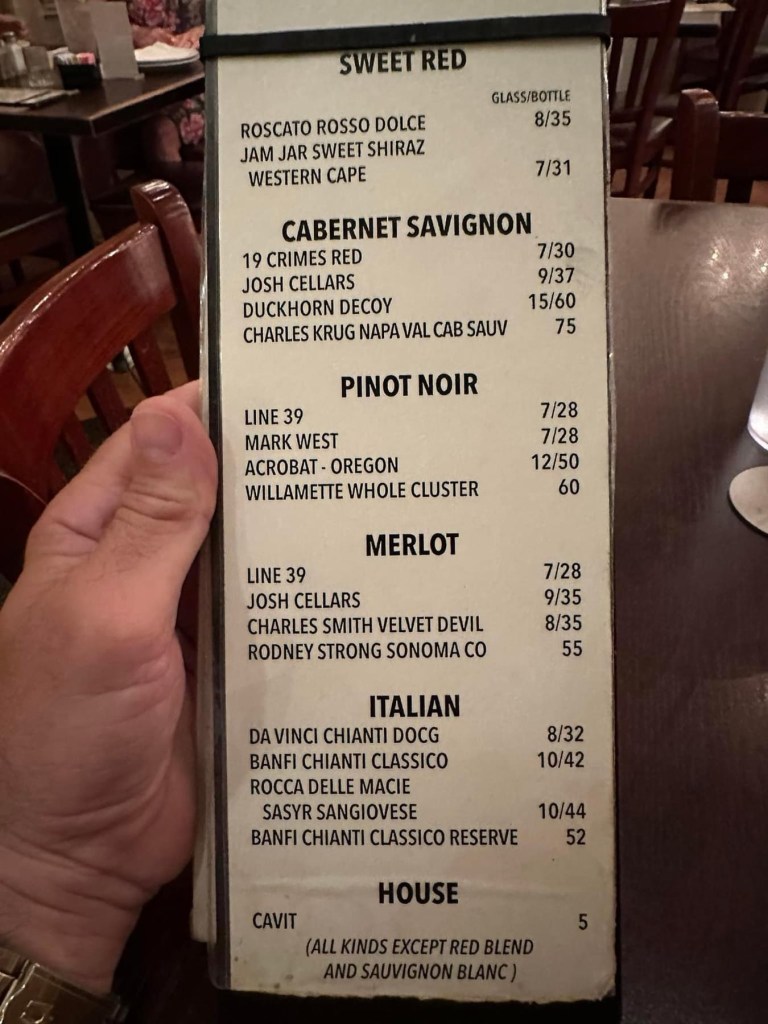 SWEET RED
GLASS/BOTTLE
ROSCATO ROSSO DOLCE 8/35
JAM JAR SWEET SHIRAZ
WESTERN CAPE 7/31
CABERNET SAVIGNON
19 CRIMES RED 7/30
JOSH CELLARS 9/37
DUCKHORN DECOY 15/60
CHARLES KRUG NAPA VAL CAB SAUV 75
PINOT NOIR
LINE 39 7/28
MARK WEST 7/28
ACROBAT - OREGON 12/50
WILLAMETTE WHOLE CLUSTER 60
MERLOT
LINE 39 7/28
JOSH CELLARS 9/35
CHARLES SMITH VELVET DEVIL 8/35
RODNEY STRONG SONOMA CO 55
ITALIAN
DA VINCI CHIANTI DOCG 8/32
BANFI CHIANTI CLASSICO 10/42
ROCCA DELLE MACIE
SASYR SANGIOVESE 10/44
BANFI CHIANTI CLASSICO RESERVE 52
HOUSE
CAVIT 5
(ALL KINDS EXCEPT RED BLEND
AND SAUVIGNON BLANC )